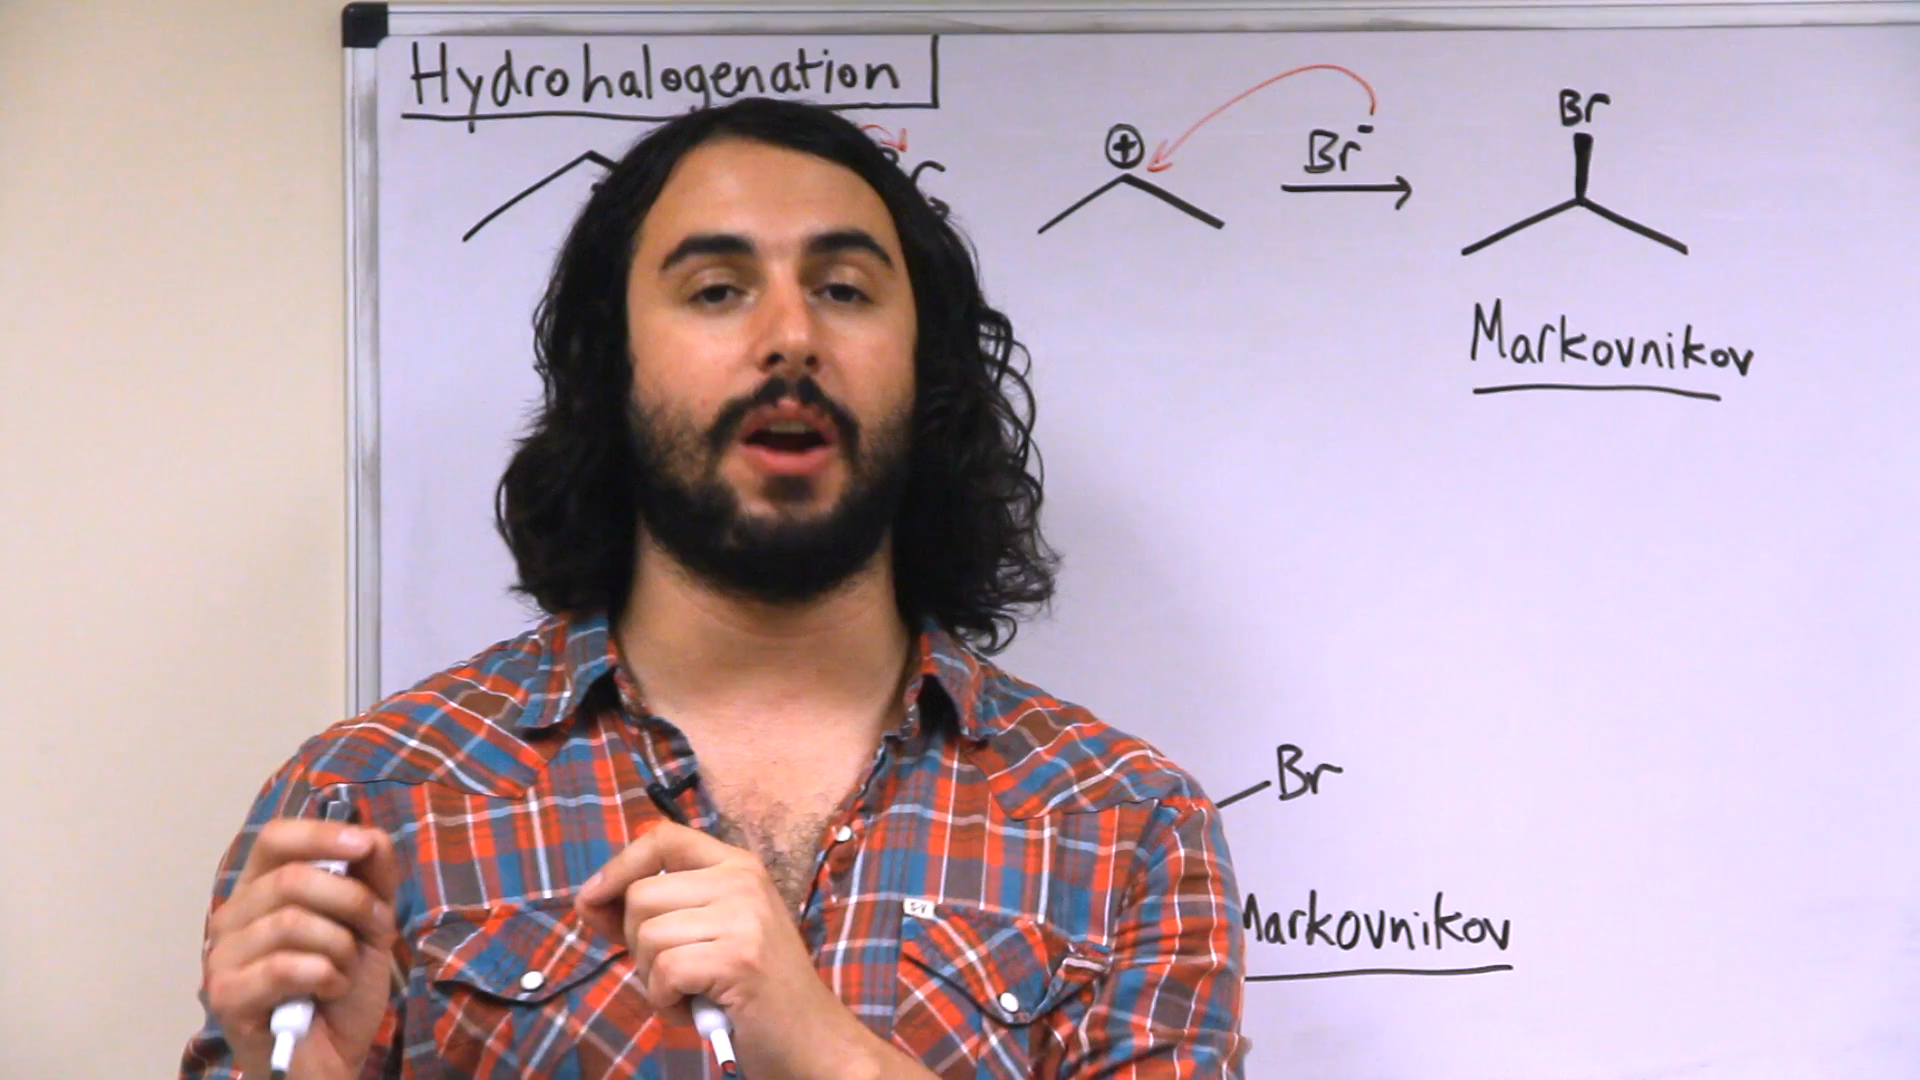 Hydrohalogenation
Br⁻
Br
Markovnikov
Br
Markovnikov